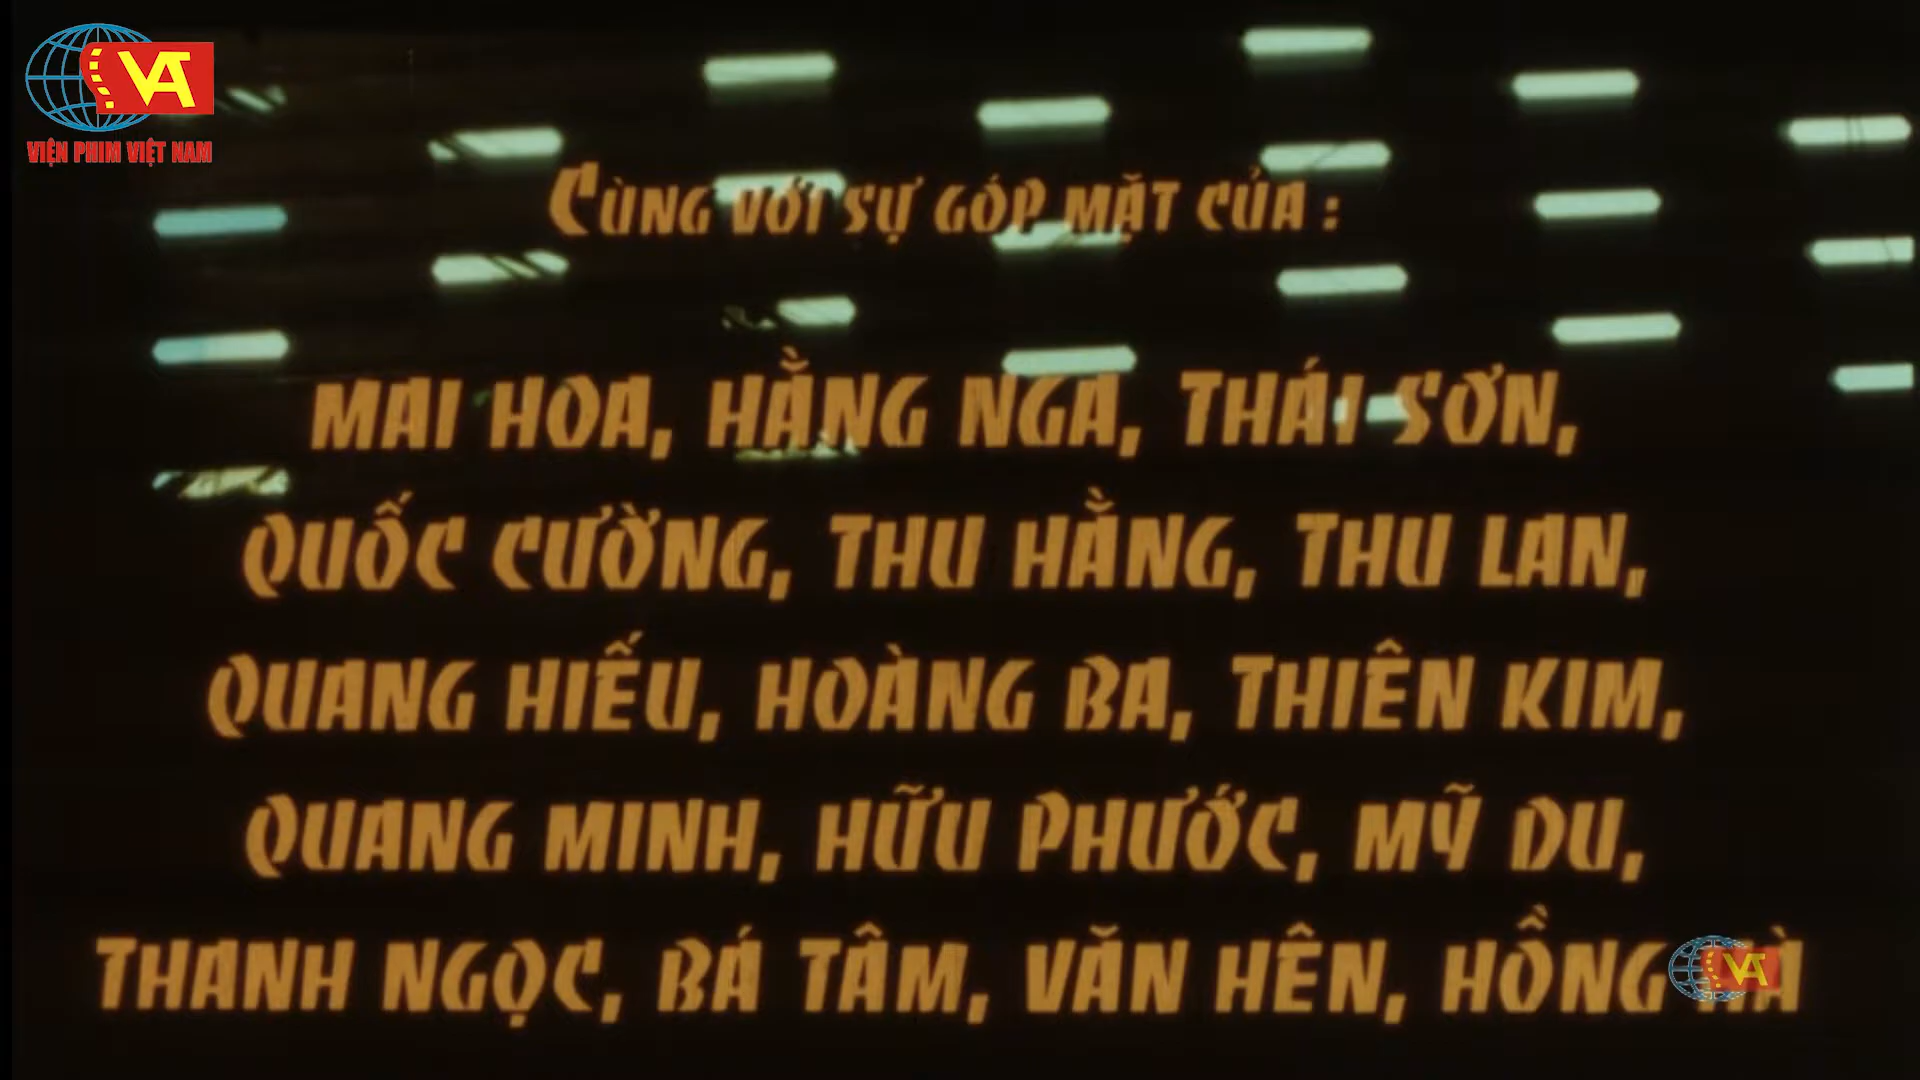 VIỆN PHIM VIỆT NAM
CÙNG VỚI SỰ GÓP MẶT CỦA :
MAI HOA, HẰNG NGA, THÁI SƠN,
QUỐC CƯỜNG, THU HẰNG, THU LAN,
QUANG HIẾU, HOÀNG BA, THIÊN KIM,
QUANG MINH, HỮU PHƯỚC, MỸ DU,
THANH NGỌC, BÁ TÂM, VĂN HÊN, HỒNG